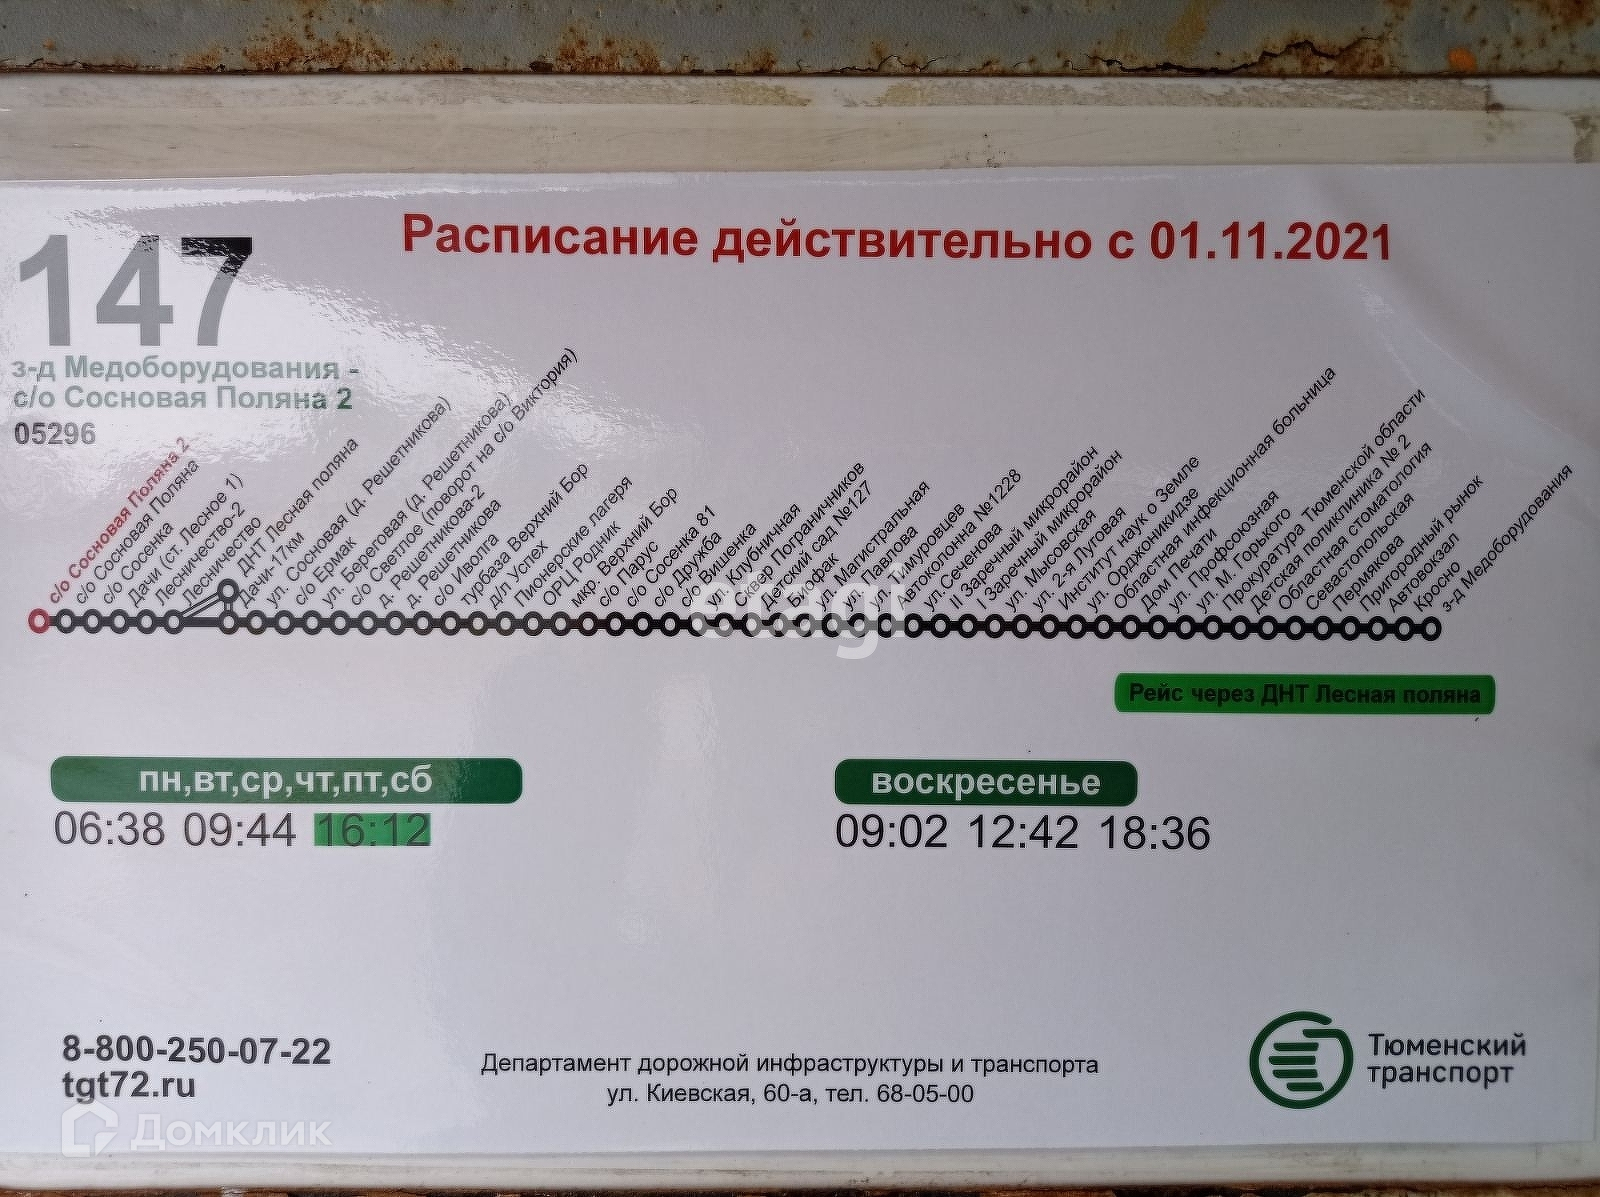 Расписание действительно с 01.11.2021
147
з-д Медоборудования -
с/о Сосновая Поляна 2
05296
с/о Сосновая Поляна 2
с/о Сосновая Поляна
с/о Сосенка
Дачи (ст. Лесное 1)
Лесничество-2
Лесничество
ДНТ Лесная поляна
Дачи-17км
ул. Сосновая (д. Решетникова)
с/о Ермак
ул. Береговая (д. Решетникова)
с/о Светлое (поворот на с/о Виктория)
д. Решетникова-2
д. Решетникова
с/о Иволга
турбаза Верхний Бор
д/л. Успех
Пионерские лагеря
ОРЦ Родник
мкр. Верхний Бор
с/о Парус
с/о Сосенка 81
с/о Дружба
с/о Вишенка
ул. Клубничная
Сквер Пограничников
Детский сад №127
Биофак
ул. Магистральная
ул. Павлова
ул. Тимуровцев
Автоколонна №1228
ул. Сеченова
II Заречный микрорайон
I Заречный микрорайон
ул. Мысовская
ул. 2-я Луговая
Институт наук о Земле
ул. Орджоникидзе
Областная инфекционная больница
Дом Печати
ул. Профсоюзная
ул. М. Горького
Прокуратура Тюменской области
Детская поликлиника № 2
Областная стоматология
Севастопольская
Пермякова
Пригородный рынок
Автовокзал
Кросно
з-д Медоборудования
etagi
Рейс через ДНТ Лесная поляна
пн,вт,ср,чт,пт,сб
06:38 09:44 16:12
воскресенье
09:02 12:42 18:36
8-800-250-07-22
tgt72.ru
Департамент дорожной инфраструктуры и транспорта
ул. Киевская, 60-а, тел. 68-05-00
Тюменский
транспорт
Домклик